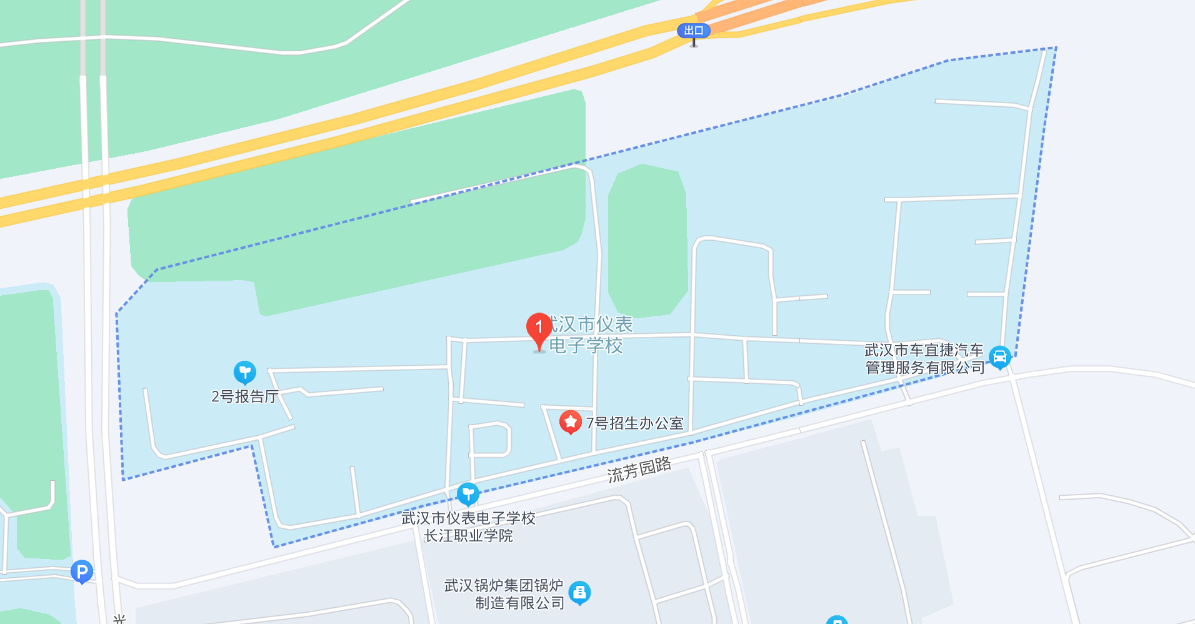 出口
1
武汉市仪表
电子学校
武汉市车宜捷汽车
管理服务有限公司
2号报告厅
7号招生办公室
流芳园路
武汉市仪表电子学校
长江职业学院
P
武汉锅炉集团锅炉
制造有限公司
光